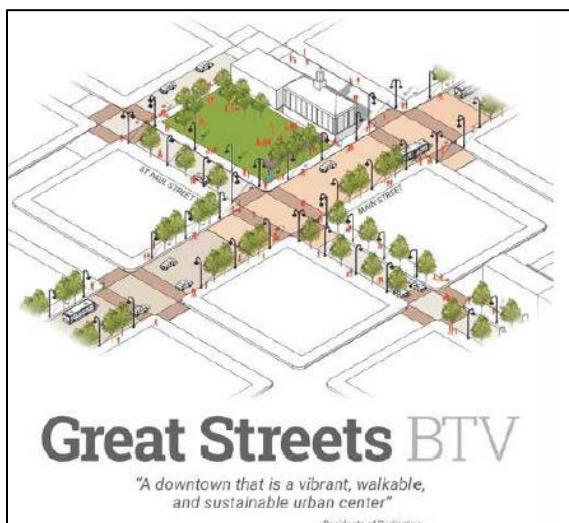 ST PAUL STREET
MAIN STREET
Great Streets BTV
"A downtown that is a vibrant, walkable,
and sustainable urban center"